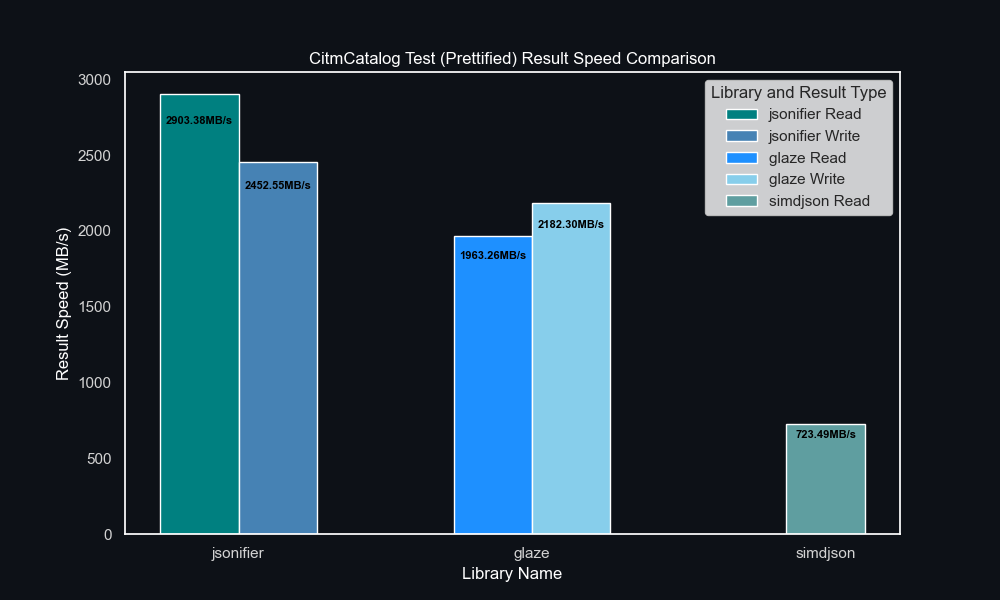 CitmCatalog Test (Prettified) Result Speed Comparison
3000
2500
2000
1500
1000
500
0
Result Speed (MB/s)
2903.38MB/s
2452.55MB/s
1963.26MB/s
2182.30MB/s
723.49MB/s
Library and Result Type
jsonifier Read
jsonifier Write
glaze Read
glaze Write
simdjson Read
jsonifier
glaze
simdjson
Library Name